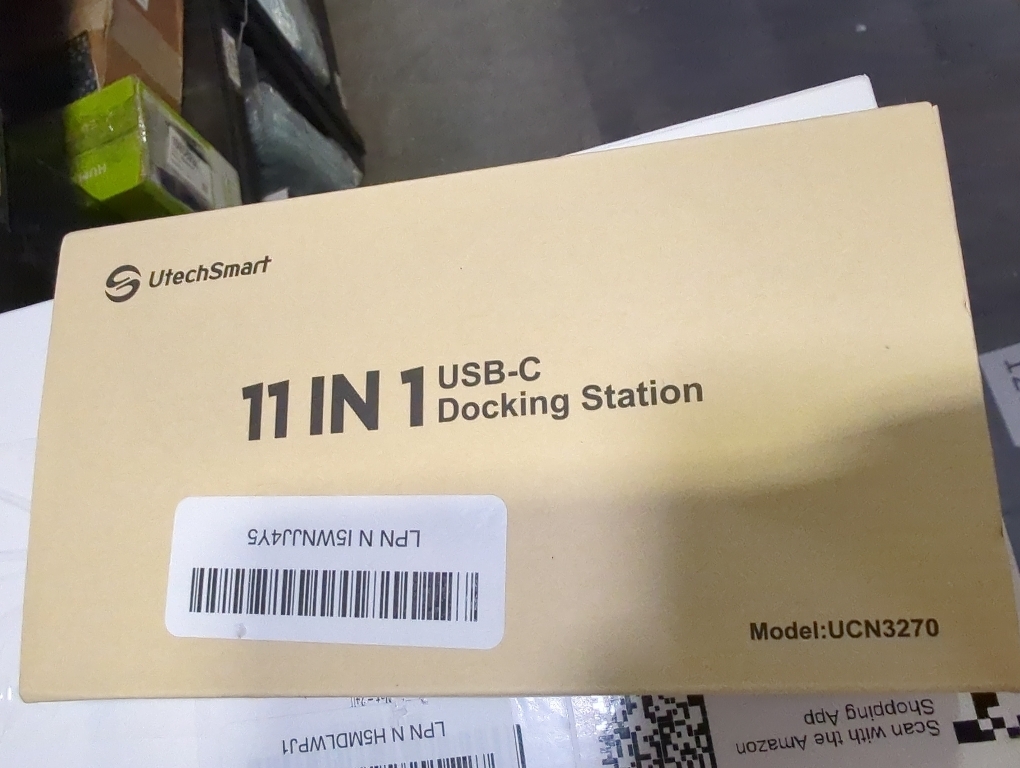 UtechSmart
11 IN 1
USB-C
Docking Station
LPN N I5WNJJ4Y5
Model:UCN3270
LPN N H5MDLWPJ1
Scan with the Amazon
Shopping App
HUM